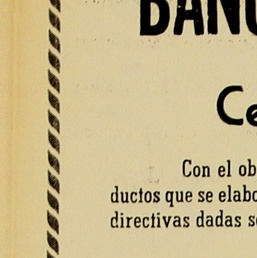 BANC
Ce
Con el ob
ductos que se elabo
directivas dadas s